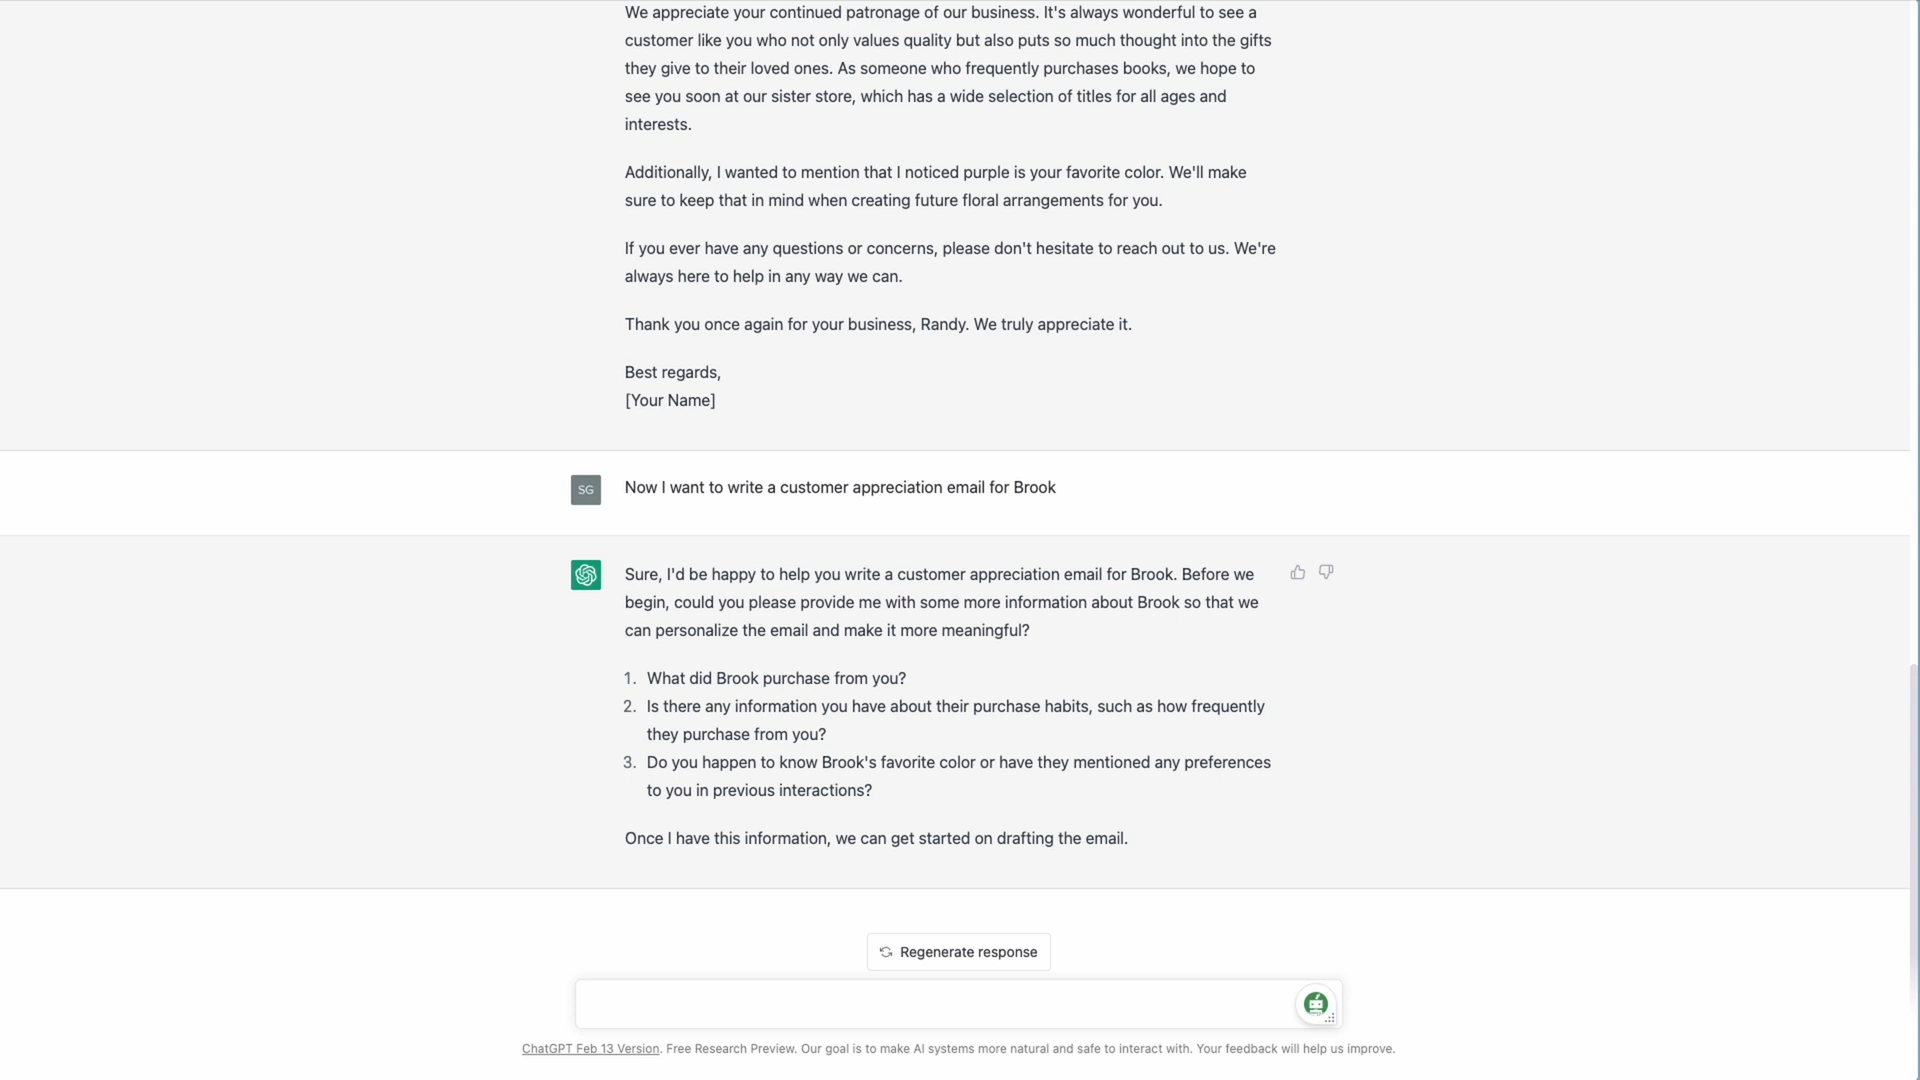 We appreciate your continued patronage of our business. It's always wonderful to see a
customer like you who not only values quality but also puts so much thought into the gifts
they give to their loved ones. As someone who frequently purchases books, we hope to
see you soon at our sister store, which has a wide selection of titles for all ages and
interests.
Additionally, I wanted to mention that I noticed purple is your favorite color. We'll make
sure to keep that in mind when creating future floral arrangements for you.
If you ever have any questions or concerns, please don't hesitate to reach out to us. We're
always here to help in any way we can.
Thank you once again for your business, Randy. We truly appreciate it.
Best regards,
[Your Name]
SG
Now I want to write a customer appreciation email for Brook
Sure, I'd be happy to help you write a customer appreciation email for Brook. Before we
begin, could you please provide me with some more information about Brook so that we
can personalize the email and make it more meaningful?
1. What did Brook purchase from you?
2. Is there any information you have about their purchase habits, such as how frequently
they purchase from you?
3. Do you happen to know Brook's favorite color or have they mentioned any preferences
to you in previous interactions?
Once I have this information, we can get started on drafting the email.
Regenerate response
ChatGPT Feb 13 Version. Free Research Preview. Our goal is to make AI systems more natural and safe to interact with. Your feedback will help us improve.